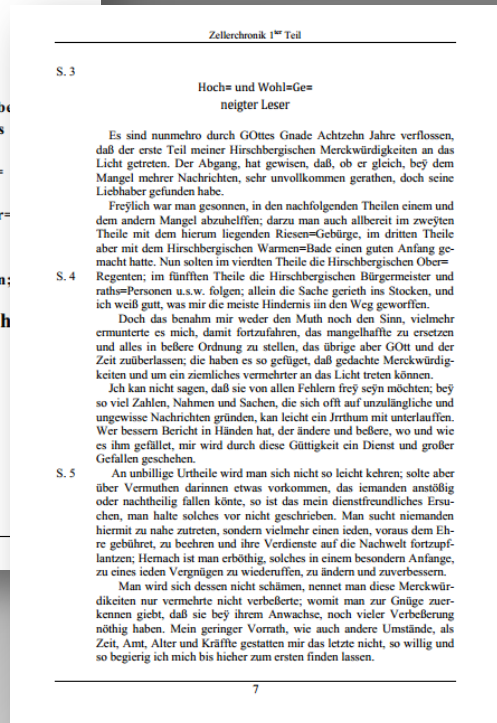 Zellerchronik 1ter Teil
S. 3
Hoch= und Wohl=Ge=
neigter Leser
Es sind nunmehro durch GOttes Gnade Achtzehn Jahre verflossen,
daß der erste Teil meiner Hirschbergischen Merckwürdigkeiten an das
Licht getreten. Der Abgang, hat gewisen, daß, ob er gleich, beÿ dem
Mangel mehrer Nachrichten, sehr unvollkommen gerathen, doch seine
Liebhaber gefunden habe.
Freÿlich war man gesonnen, in den nachfolgenden Theilen einem und
dem andern Mangel abzuhelffen; darzu man auch allbereit im zweÿten
Theile mit dem hierum liegenden Riesen=Gebürge, im dritten Theile
aber mit dem Hirschbergischen Warmen=Bade einen guten Anfang ge-
macht hatte. Nun solten im vierdten Theile die Hirschbergischen Ober=
S. 4 Regenten; im fünfften Theile die Hirschbergischen Bürgermeister und
raths=Personen u.s.w. folgen; allein die Sache gerieth ins Stocken, und
ich weiß gutt, was mir die meiste Hindernis iin den Weg geworffen.
Doch das benahm mir weder den Muth noch den Sinn, vielmehr
ermunterte es mich, damit fortzufahren, das mangelhaffte zu ersetzen
und alles in beßere Ordnung zu stellen, das übrige aber GOtt und der
Zeit zuüberlassen; die haben es so gefüget, daß gedachte Merckwürdig-
keiten und um ein ziemliches vermehrter an das Licht treten können.
Jch kan nicht sagen, daß sie von allen Fehlern freÿ seÿn möchten; beÿ
so viel Zahlen, Nahmen und Sachen, die sich offt auf unzulängliche und
ungewisse Nachrichten gründen, kan leicht ein Jrrthum mit unterlauffen.
Wer bessern Bericht in Händen hat, der ändere und beßere, wo und wie
es ihm gefället, mir wird durch diese Güttigkeit ein Dienst und großer
Gefallen geschehen.
S. 5 An unbillige Urtheile wird man sich nicht so leicht kehren; solte aber
über Vermuthen darinnen etwas vorkommen, das iemanden anstößig
oder nachtheilig fallen könte, so ist das mein dienstfreundliches Ersu-
chen, man halte solches vor nicht geschrieben. Man sucht niemanden
hiermit zu nahe zutreten, sondern vielmehr einen ieden, voraus dem Eh-
re gebühret, zu beehren und ihre Verdienste auf die Nachwelt fortzupf-
lantzen; Hernach ist man erböthig, solches in einem besondern Anfange,
zu eines ieden Vergnügen zu wiederuffen, zu ändern und zuverbessern.
Man wird sich dessen nicht schämen, nennet man diese Merckwür-
dikeiten nur vermehrte nicht verbeßerte; womit man zur Gnüge zuer-
kennen giebt, daß sie beÿ ihrem Anwachse, noch vieler Verbeßerung
nöthig haben. Mein geringer Vorrath, wie auch andere Umstände, als
Zeit, Amt, Alter und Kräffte gestatten mir das letzte nicht, so willig und
so begierig ich mich bis hieher zum ersten finden lassen.
7